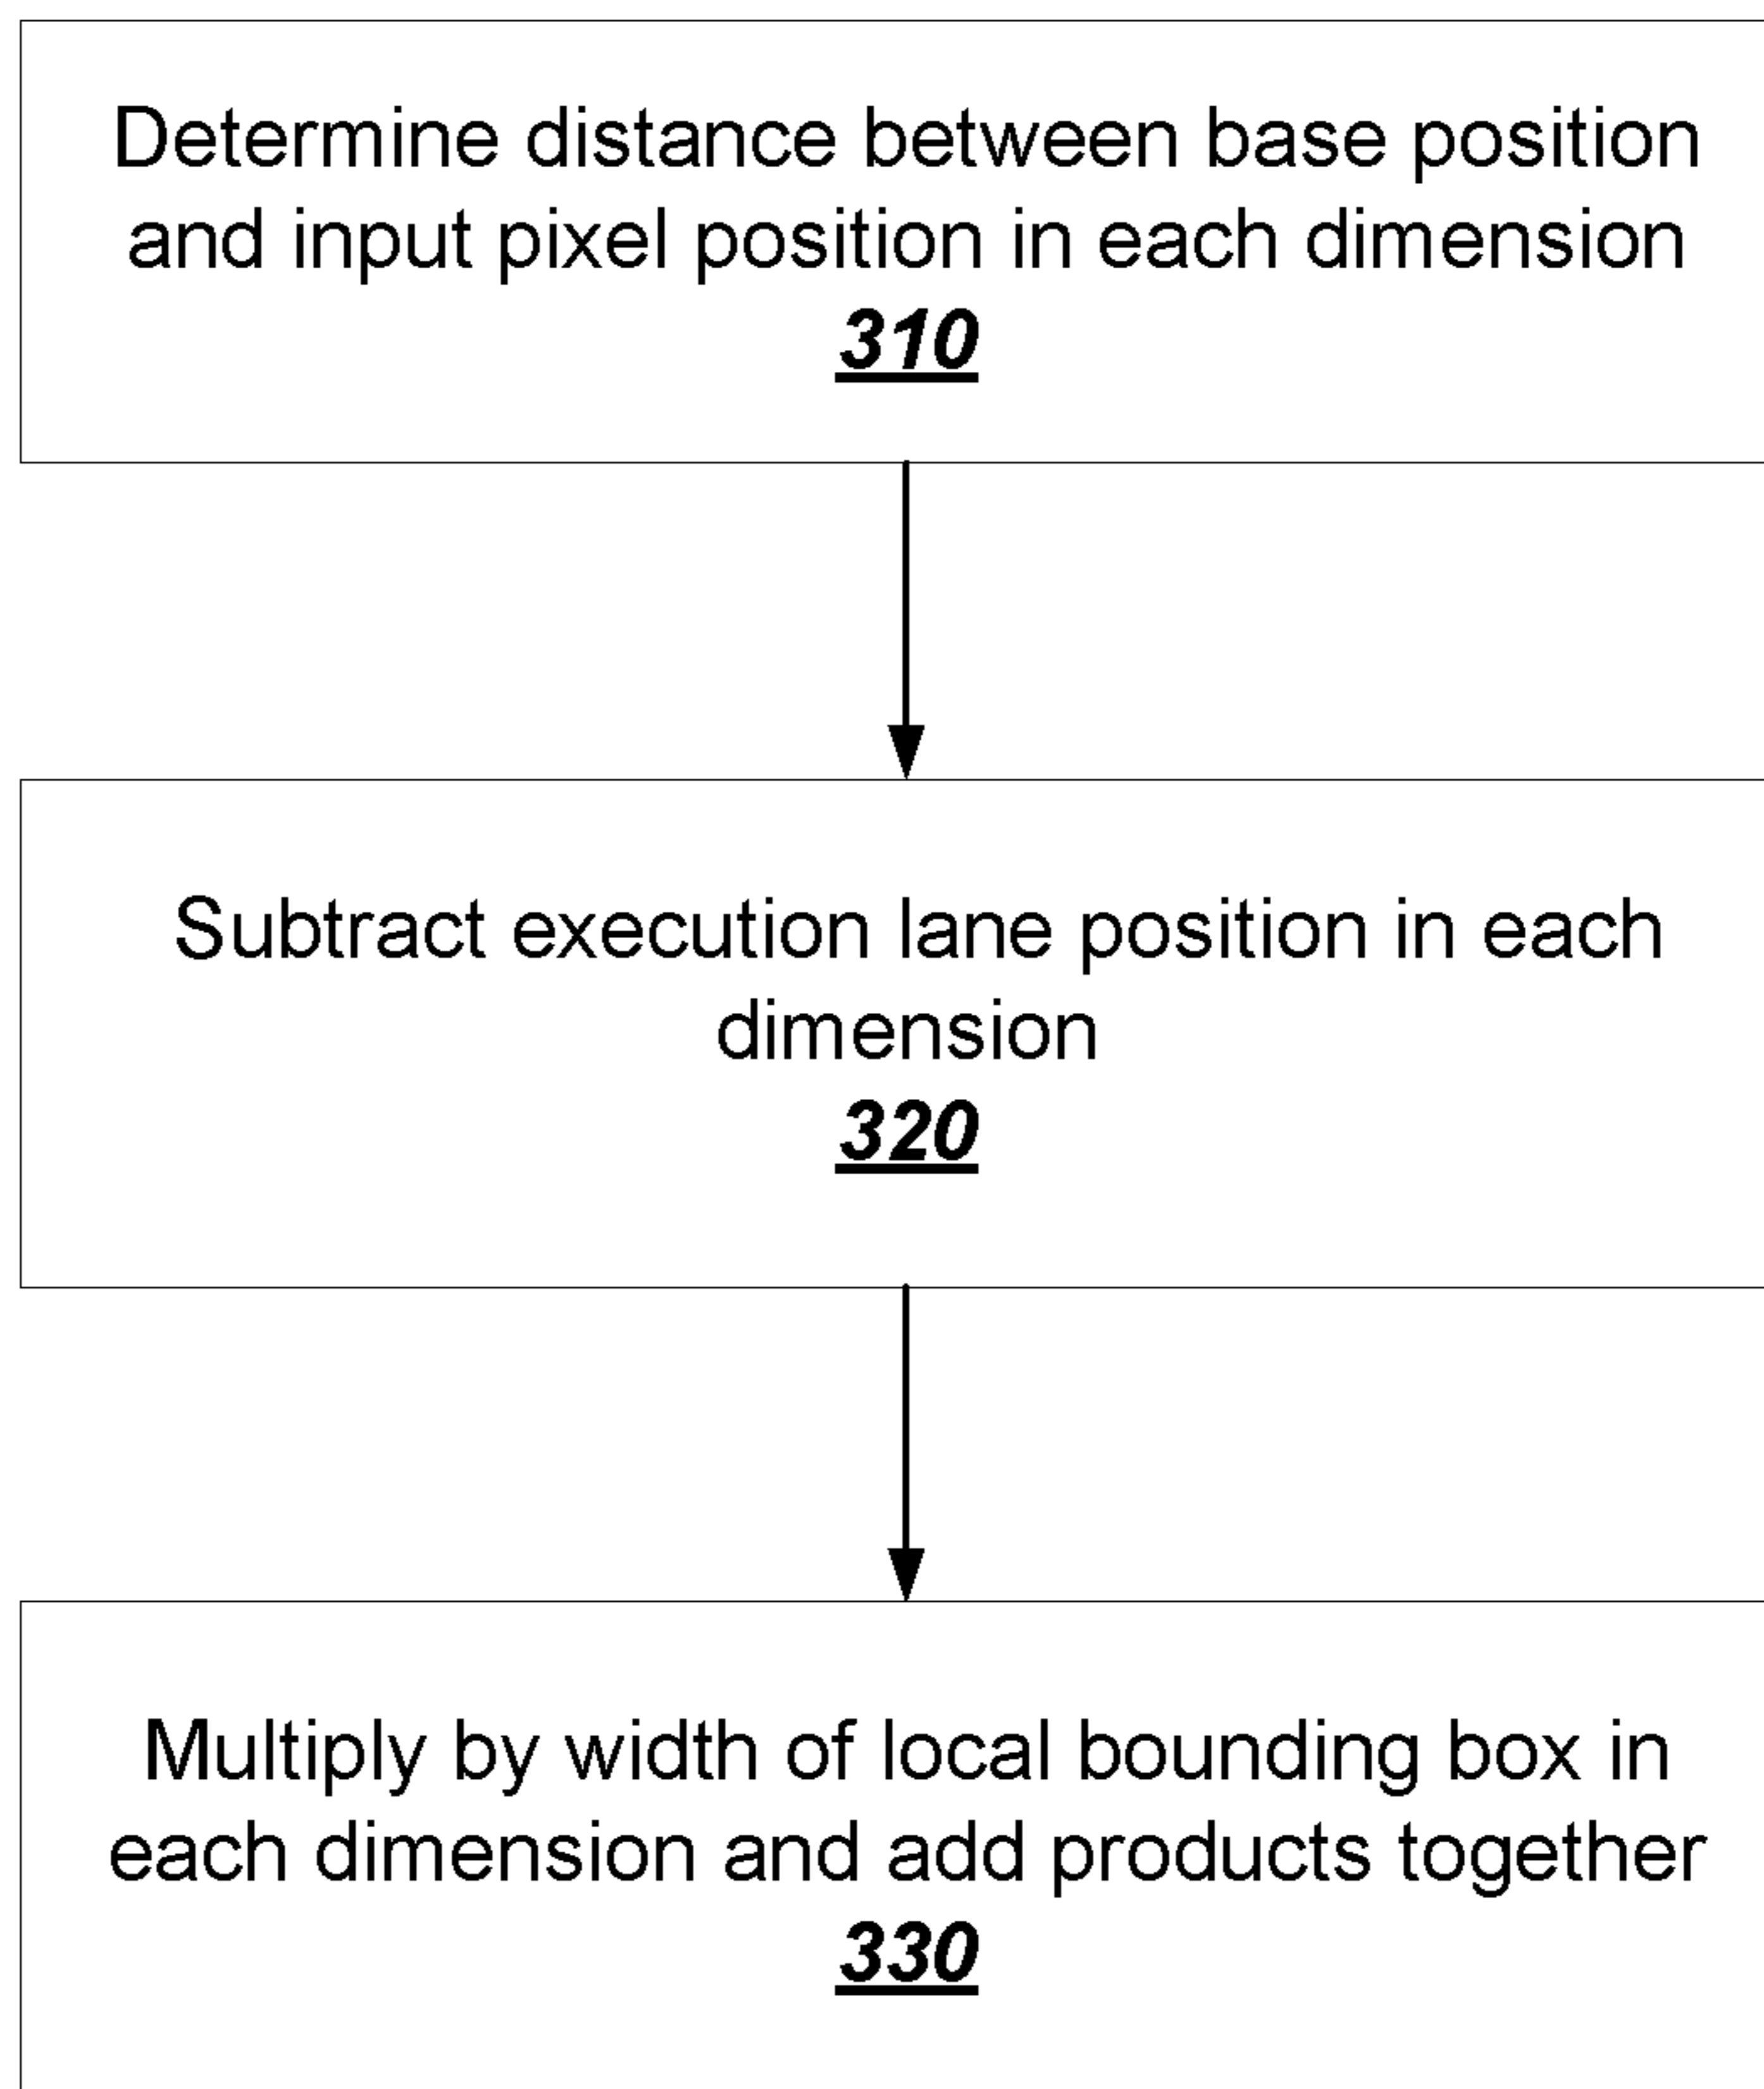 Determine distance between base position
and input pixel position in each dimension
310
Subtract execution lane position in each
dimension
320
Multiply by width of local bounding box in
each dimension and add products together
330